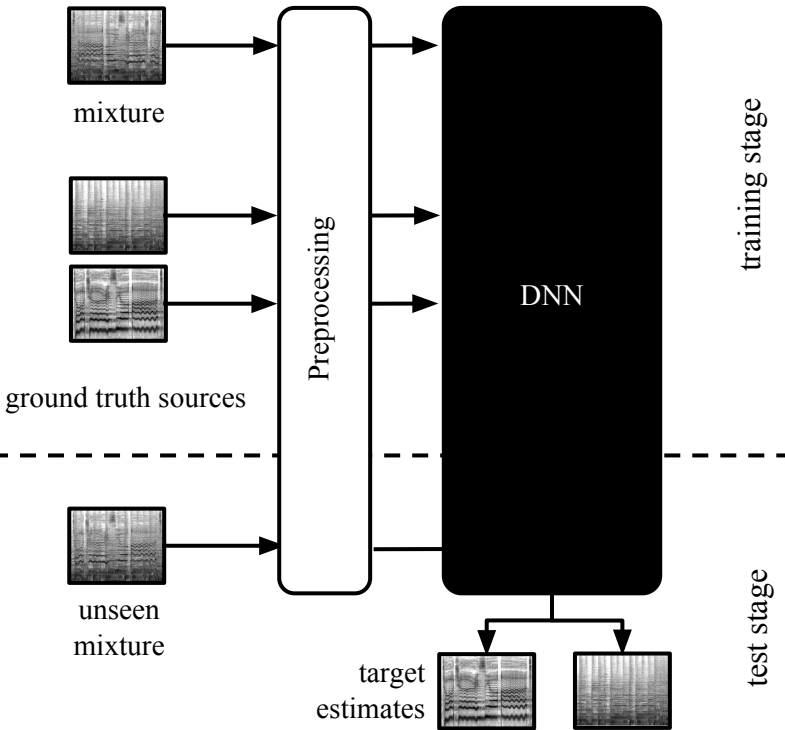 mixture
training stage
Preprocessing
DNN
ground truth sources
unseen
mixture
test stage
target
estimates